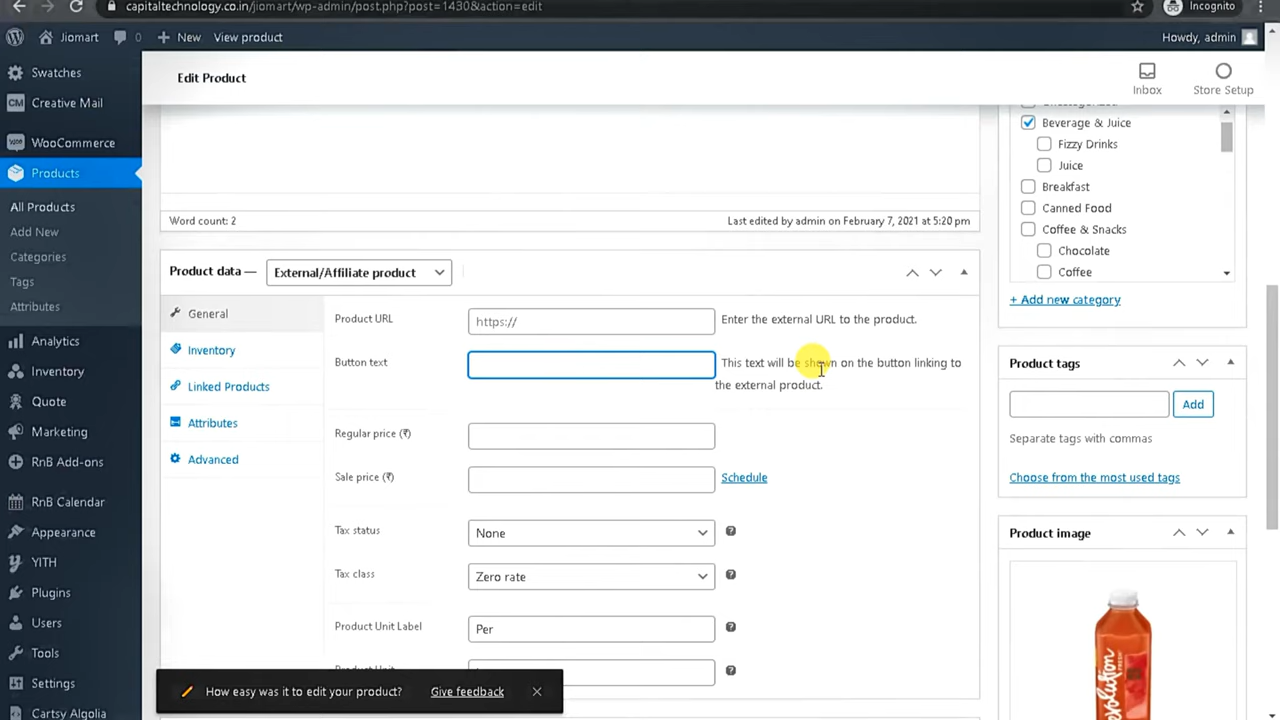 capitaltechnology.co.in/jiomart/wp-admin/post.php?post=1430&action=edit
Incognito
Jiomart
0
New
View product
Howdy, admin
Swatches
Creative Mail
WooCommerce
Products
All Products
Add New
Categories
Tags
Attributes
Analytics
Inventory
Quote
Marketing
RnB Add-ons
RnB Calendar
Appearance
YITH
Plugins
Users
Tools
Settings
Cartsy Algolia
Edit Product
Inbox
Store Setup
Word count: 2
Last edited by admin on February 7, 2021 at 5:20 pm
Product data —
External/Affiliate product
General
Inventory
Linked Products
Attributes
Advanced
Product URL
https://
Enter the external URL to the product.
Button text
This text will be shown on the button linking to
the external product.
Regular price (₹)
Sale price (₹)
Schedule
Tax status
None
Tax class
Zero rate
Product Unit Label
Per
Product Unit
How easy was it to edit your product?
Give feedback
Beverage & Juice
Fizzy Drinks
Juice
Breakfast
Canned Food
Coffee & Snacks
Chocolate
Coffee
+ Add new category
Product tags
Add
Separate tags with commas
Choose from the most used tags
Product image
evolution